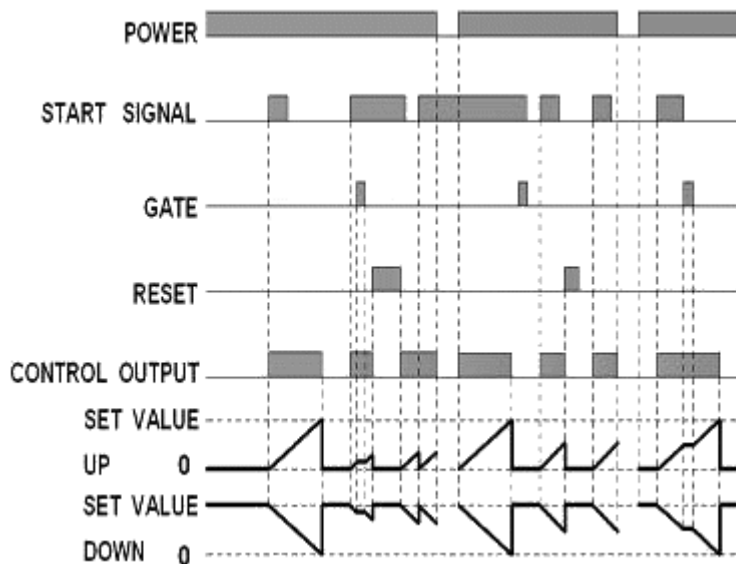 POWER
START SIGNAL
GATE
RESET
CONTROL OUTPUT
SET VALUE
UP 0
SET VALUE
DOWN 0